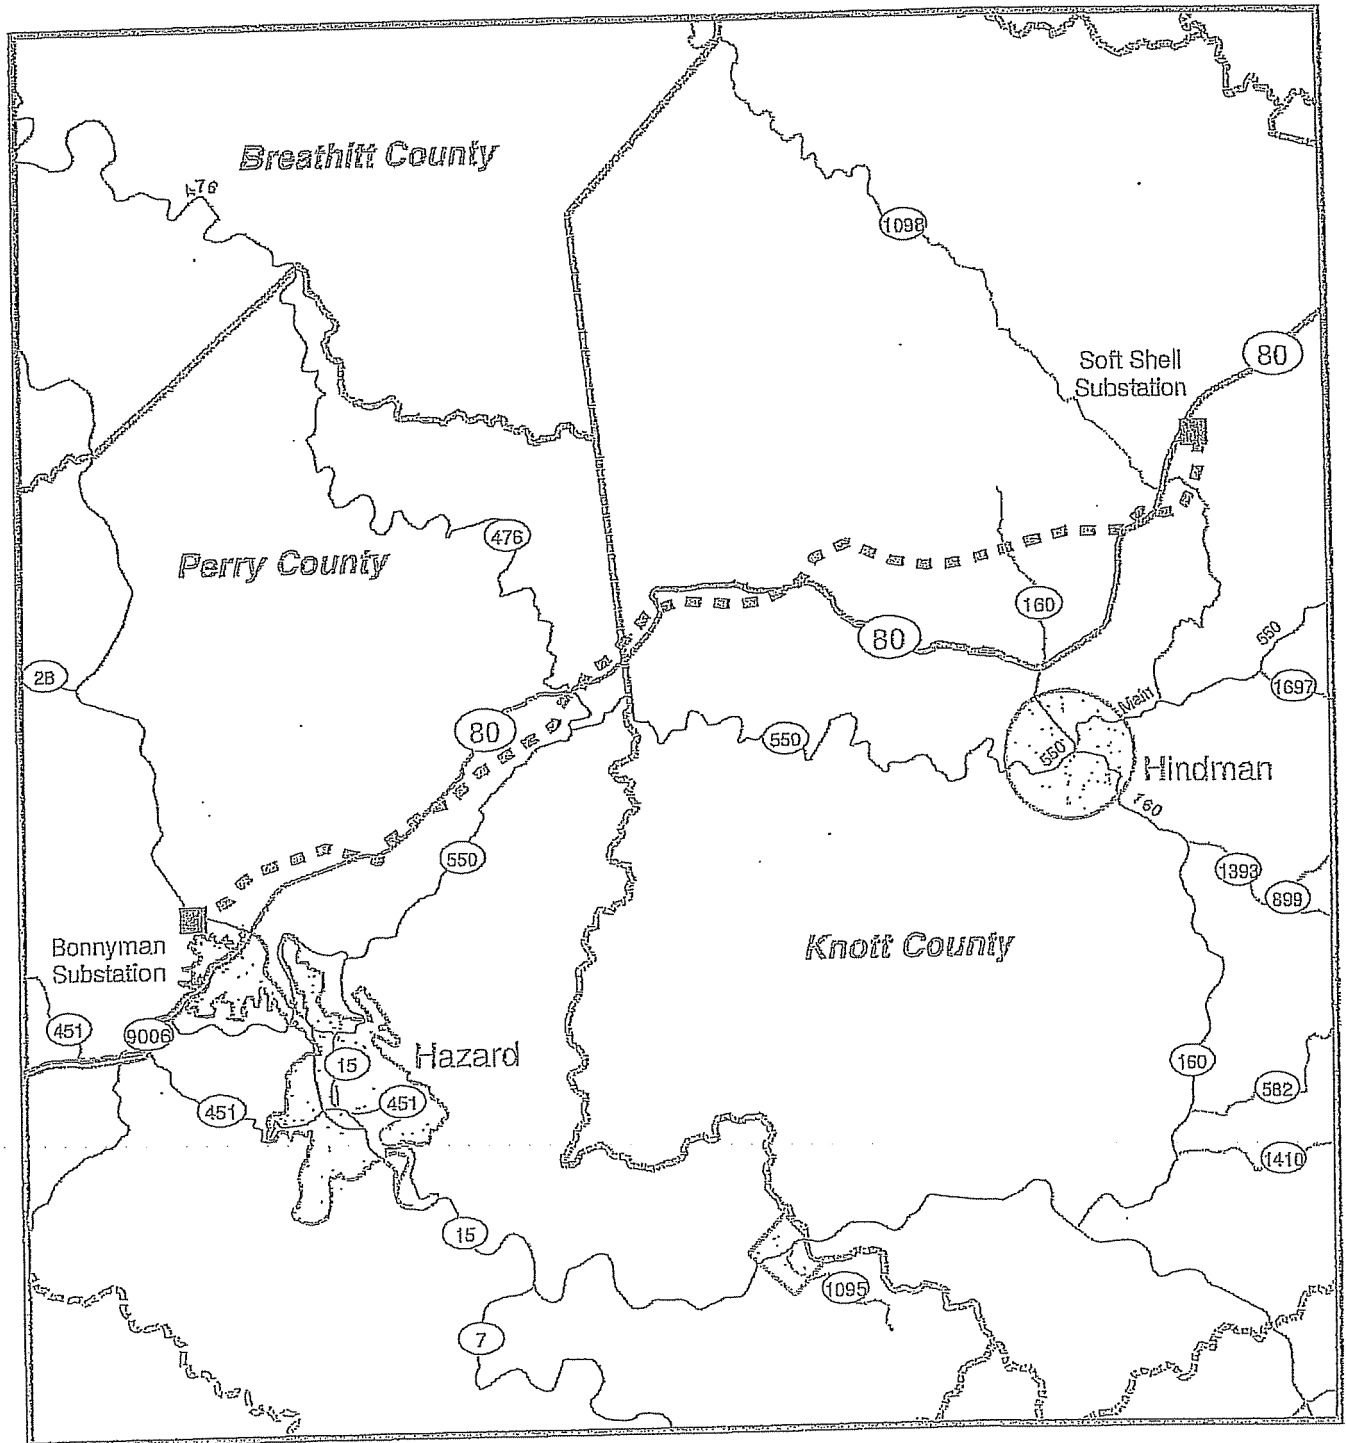 Breathitt County
476
1098
80
Soft Shell
Substation
476
Perry County
160
80
550
28
1697
Main
80
550
550
Hindman
160
550
1393
899
Bonnyman
Substation
Knott County
451
9006
Hazard
15
160
451
451
582
1410
15
1095
7